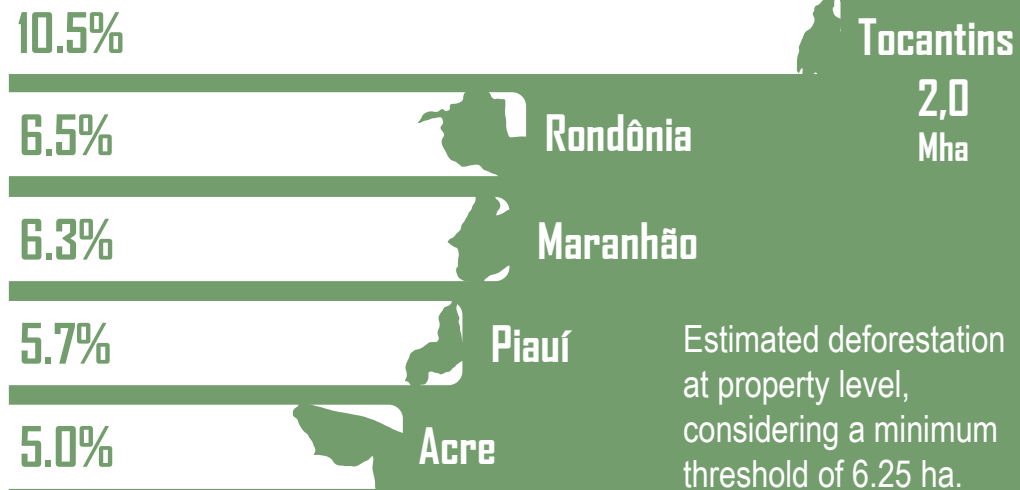 10.5%
Tocantins
2,0
Mha
6.5%
Rondônia
6.3%
Maranhão
5.7%
Piauí
5.0%
Acre
Estimated deforestation
at property level,
considering a minimum
threshold of 6.25 ha.